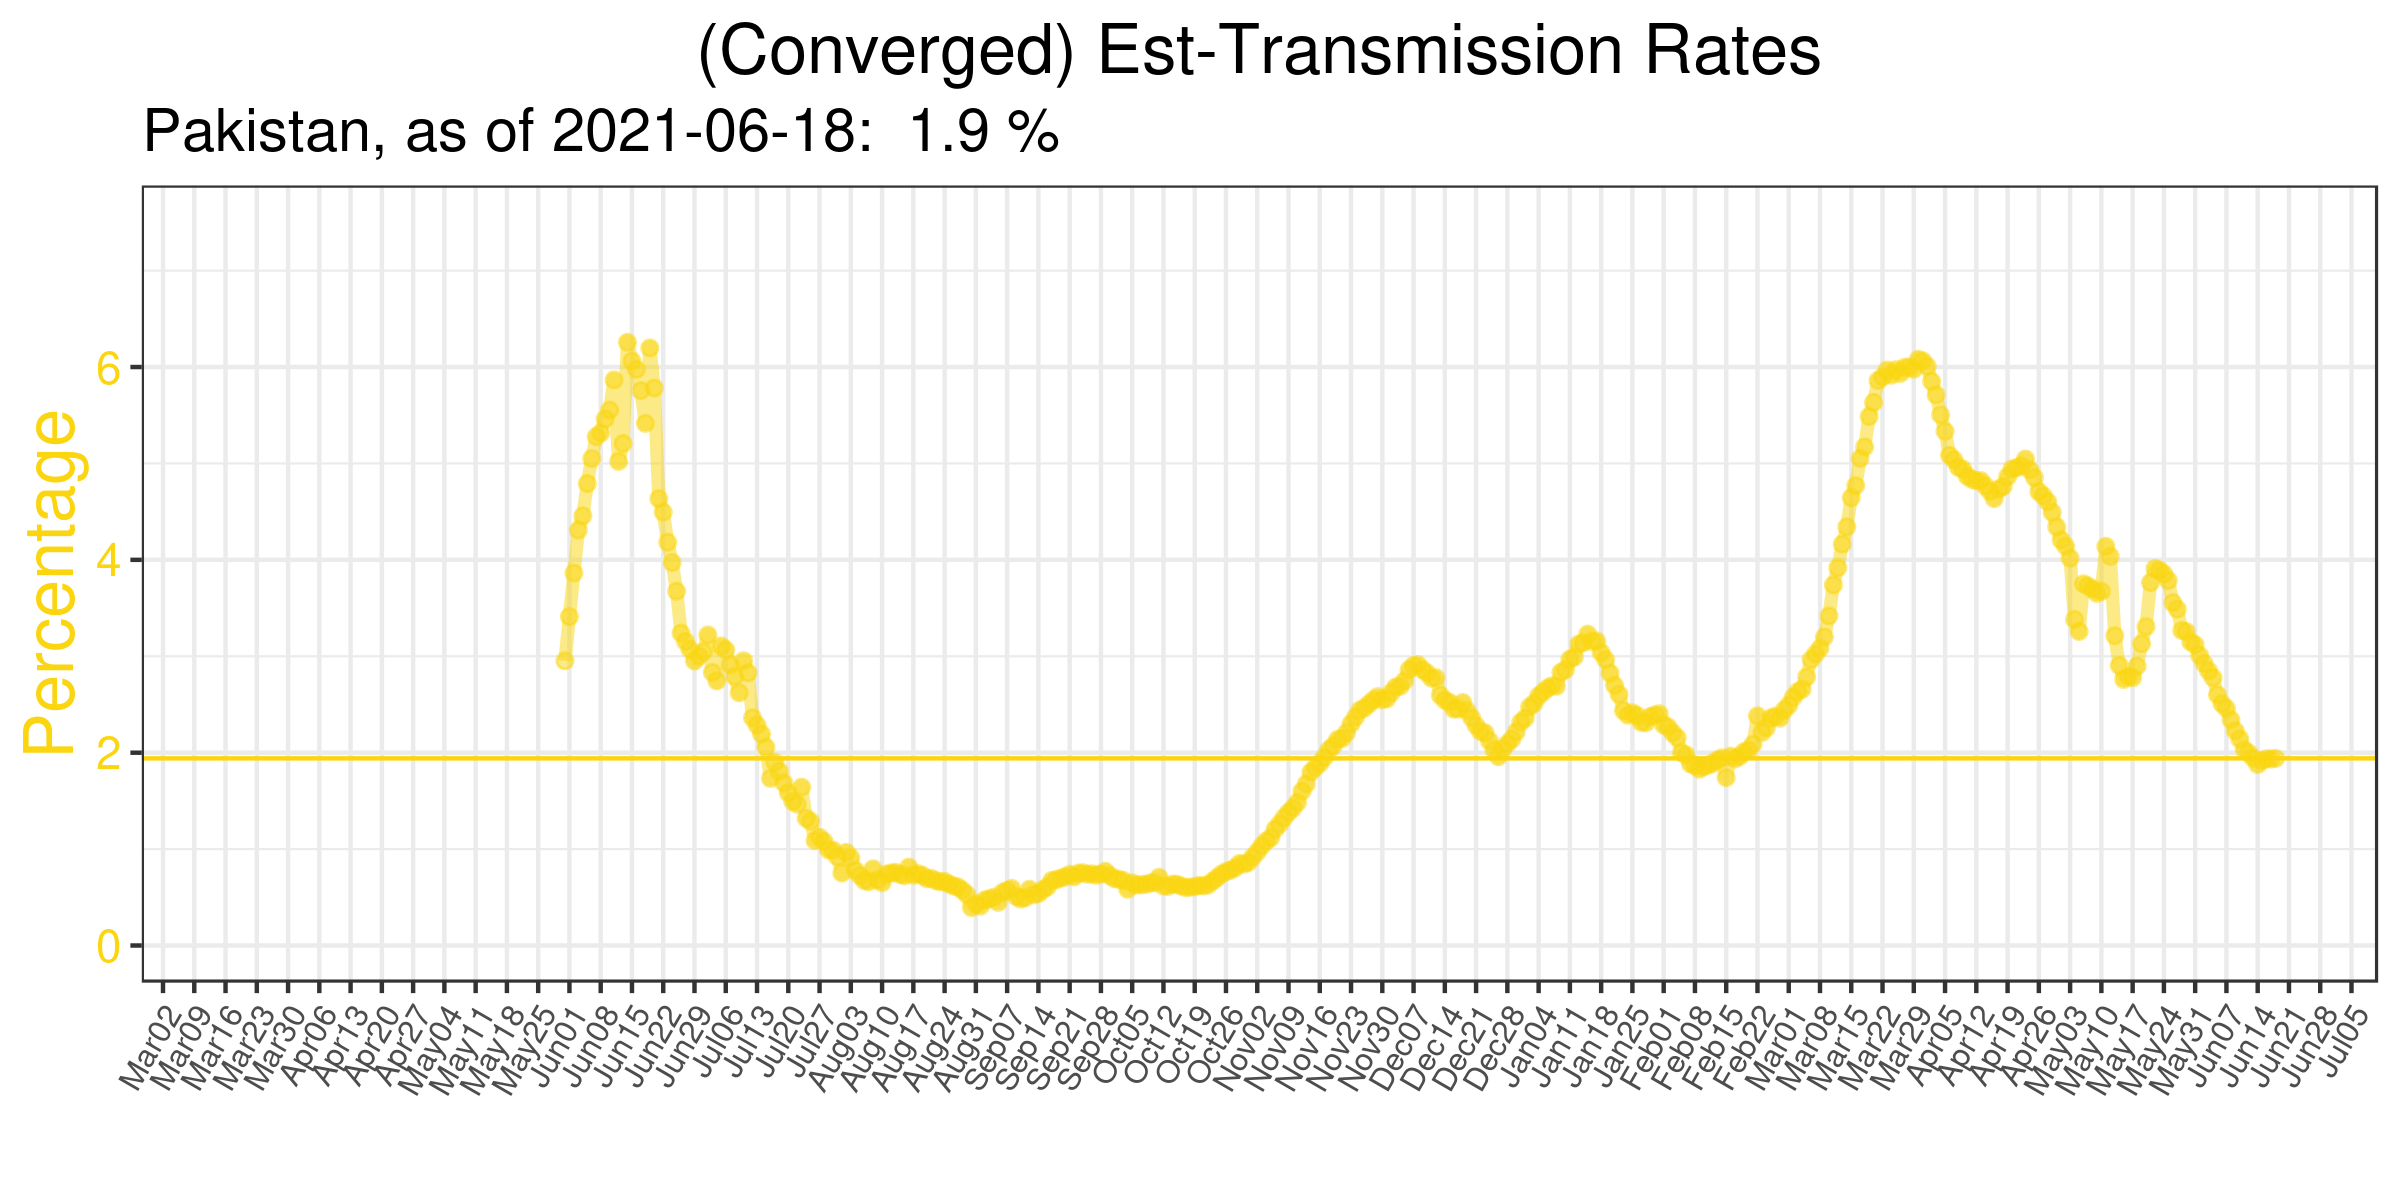 (Converged) Est-Transmission Rates
Pakistan, as of 2021-06-18:  1.9 %
Percentage
6
4
2
0
Mar02
Mar09
Mar16
Mar23
Mar30
Apr06
Apr13
Apr20
Apr27
May04
May11
May18
May25
Jun01
Jun08
Jun15
Jun22
Jun29
Jul06
Jul13
Jul20
Jul27
Aug03
Aug10
Aug17
Aug24
Aug31
Sep07
Sep14
Sep21
Sep28
Oct05
Oct12
Oct19
Oct26
Nov02
Nov09
Nov16
Nov23
Nov30
Dec07
Dec14
Dec21
Dec28
Jan04
Jan11
Jan18
Jan25
Feb01
Feb08
Feb15
Feb22
Mar01
Mar08
Mar15
Mar22
Mar29
Apr05
Apr12
Apr19
Apr26
May03
May10
May17
May24
May31
Jun07
Jun14
Jun21
Jun28
Jul05